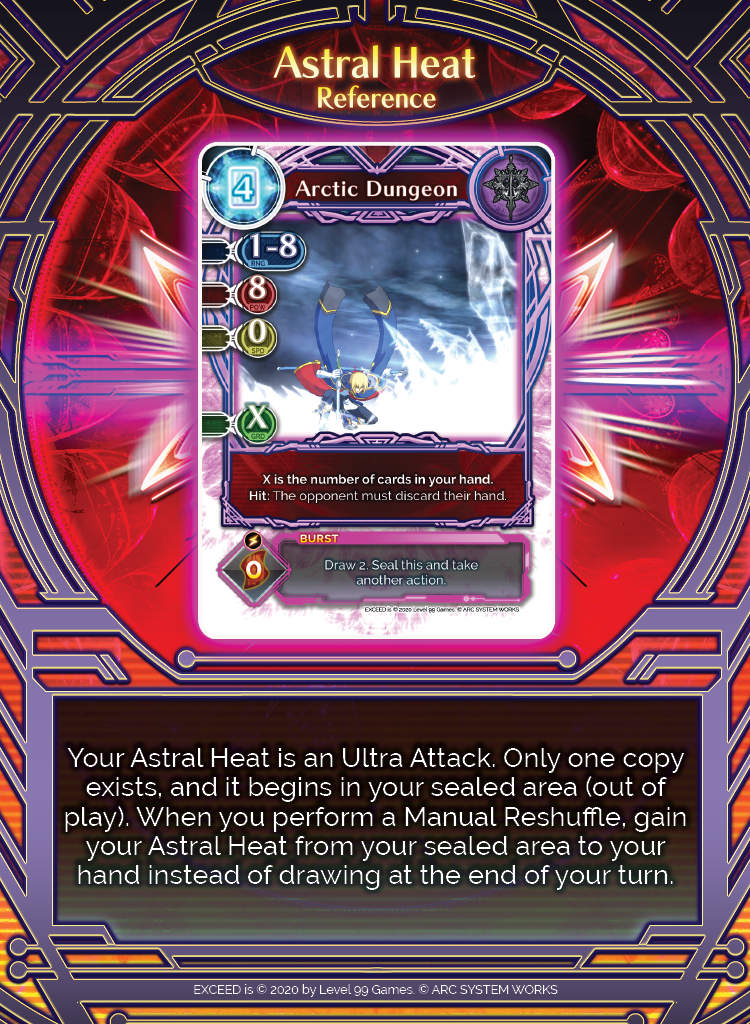 Astral Heat
Reference
4
Arctic Dungeon
1-8
RNG
8
POW
0
SPD
X
GRD
X is the number of cards in your hand.
Hit: The opponent must discard their hand.
BURST
0
Draw 2. Seal this and take
another action.
EXCEED is © 2020 Level 99 Games. © ARC SYSTEM WORKS
Your Astral Heat is an Ultra Attack. Only one copy
exists, and it begins in your sealed area (out of
play). When you perform a Manual Reshuffle, gain
your Astral Heat from your sealed area to your
hand instead of drawing at the end of your turn.
EXCEED is © 2020 by Level 99 Games. © ARC SYSTEM WORKS